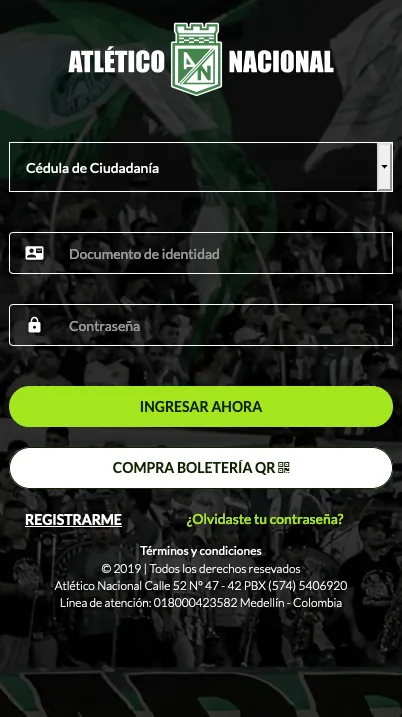 ATLÉTICO NACIONAL
AN
Cédula de Ciudadanía
Documento de identidad
Contraseña
INGRESAR AHORA
COMPRA BOLETERÍA QR
REGISTRARME ¿Olvidaste tu contraseña?
Términos y condiciones
© 2019 | Todos los derechos resevados
Atlético Nacional Calle 52 Nº 47 - 42 PBX (574) 5406920
Línea de atención: 018000423582 Medellín - Colombia